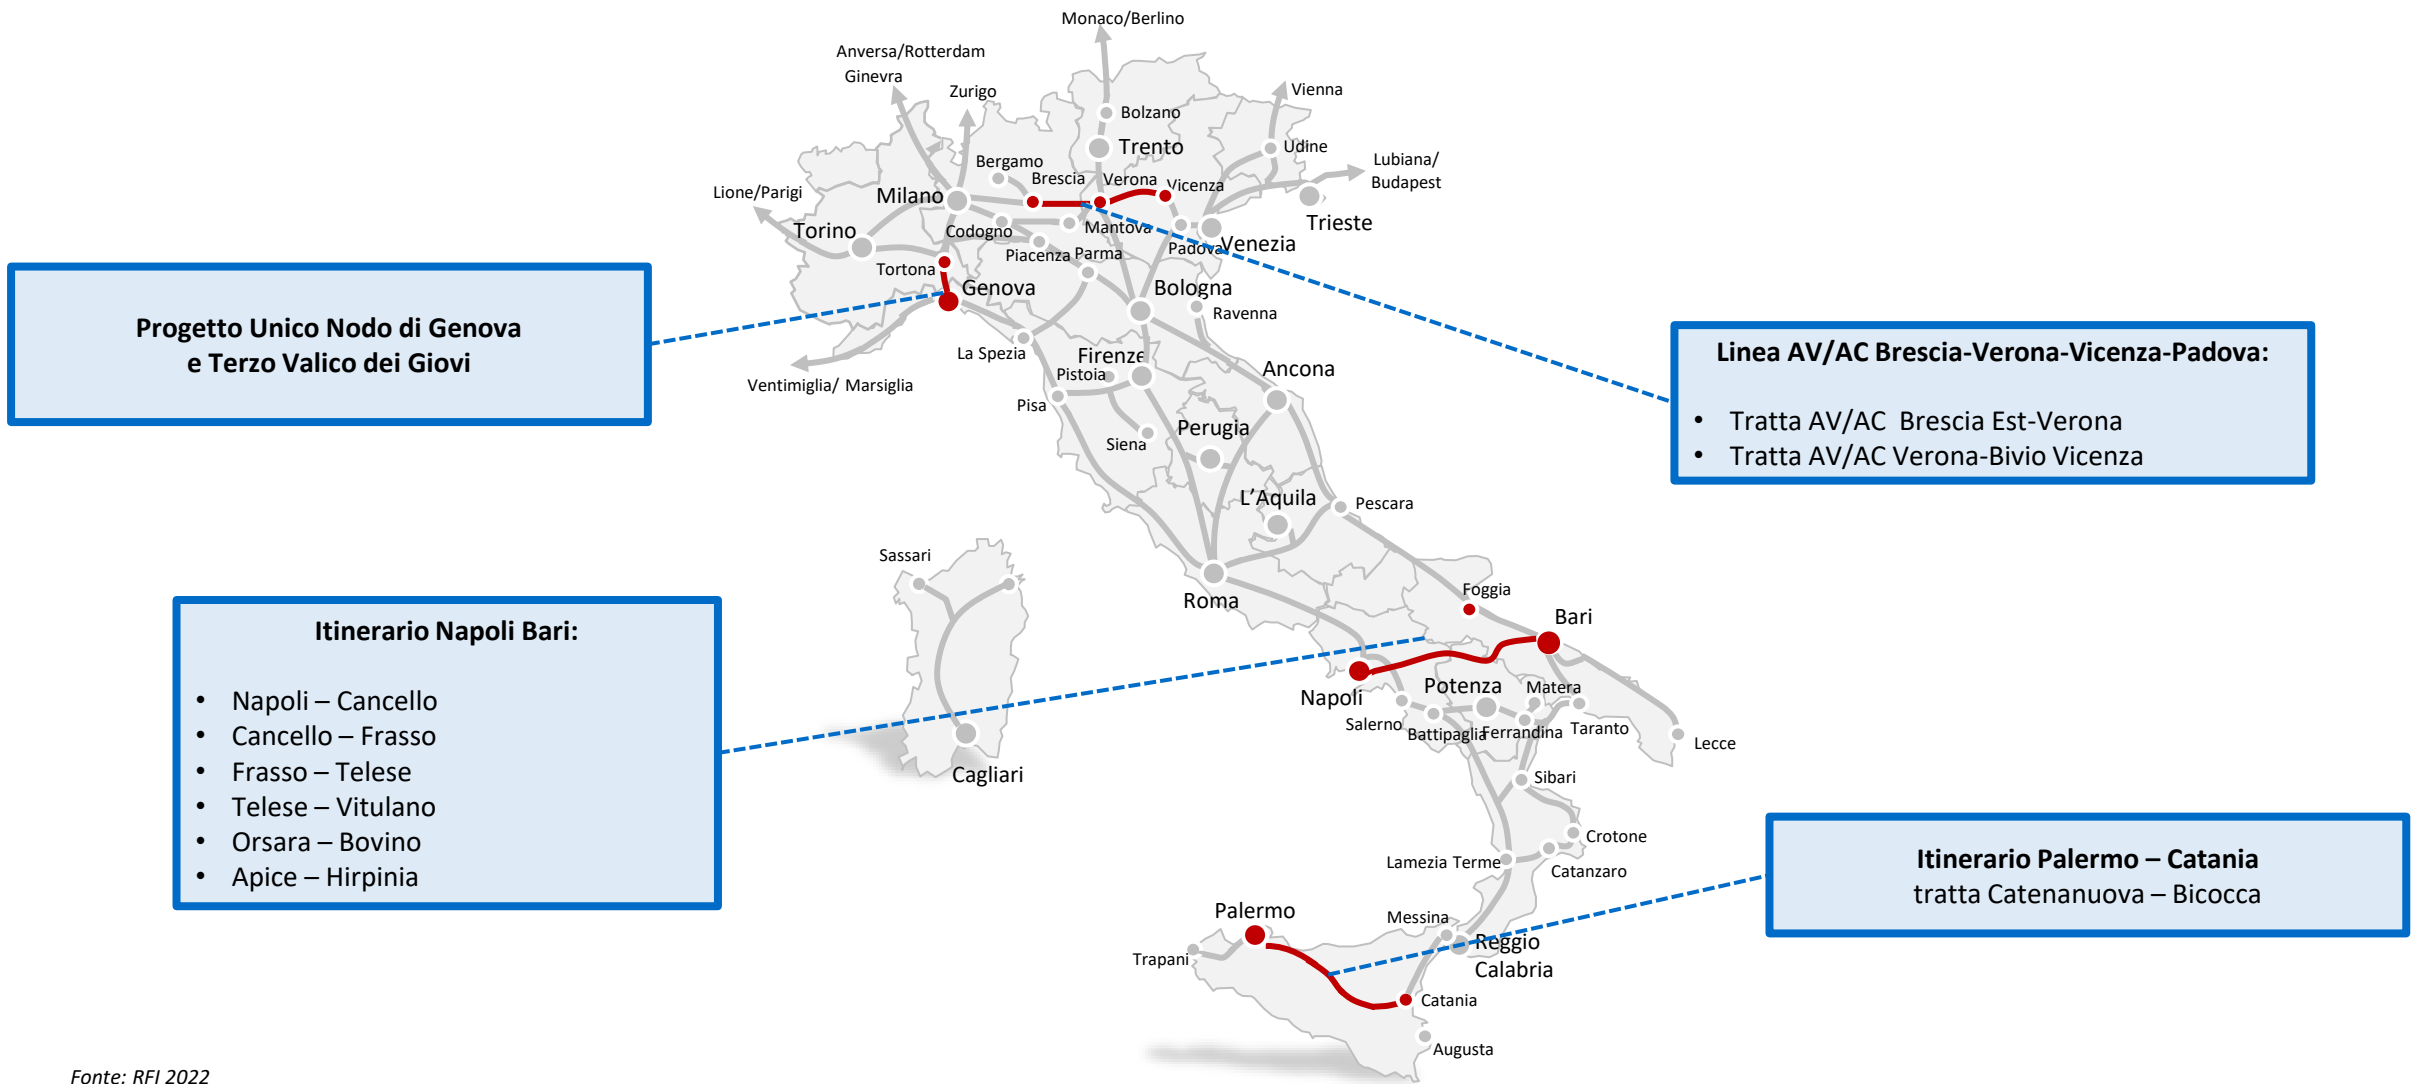 Monaco/Berlino
Anversa/Rotterdam
Ginevra
Zurigo
Vienna
Bolzano
Trento
Udine
Bergamo
Brescia
Verona
Vicenza
Lubiana/
Budapest
Lione/Parigi
Milano
Trieste
Torino
Codogno
Mantova
Padova
Venezia
Piacenza
Parma
Tortona
Genova
Bologna
Ravenna
La Spezia
Firenze
Pistoia
Ancona
Ventimiglia/ Marsiglia
Pisa
Siena
Perugia
L’Aquila
Pescara
Sassari
Roma
Foggia
Bari
Napoli
Potenza
Matera
Salerno
Battipaglia
Ferrandina
Taranto
Lecce
Cagliari
Sibari
Crotone
Lamezia Terme
Catanzaro
Palermo
Messina
Reggio
Calabria
Trapani
Catania
Augusta
Progetto Unico Nodo di Genova
e Terzo Valico dei Giovi
Linea AV/AC Brescia-Verona-Vicenza-Padova:
• Tratta AV/AC  Brescia Est-Verona
• Tratta AV/AC Verona-Bivio Vicenza
Itinerario Napoli Bari:
• Napoli – Cancello
• Cancello – Frasso
• Frasso – Telese
• Telese – Vitulano
• Orsara – Bovino
• Apice – Hirpinia
Itinerario Palermo – Catania
tratta Catenanuova – Bicocca
Fonte: RFI 2022